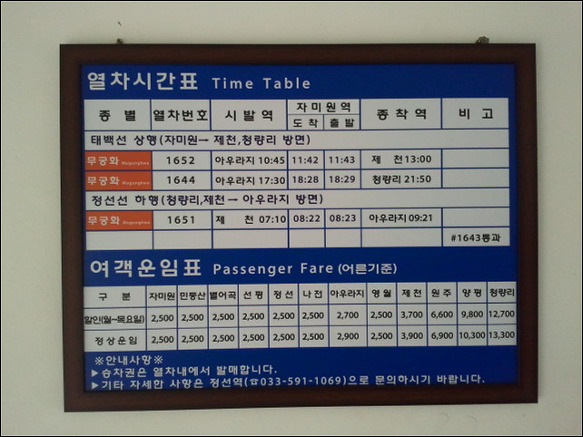 열차시간표 Time Table
종별 열차번호 시발역 자미원역 종착역 비고
도착 출발
태백선 상행(자미원→ 제천,청량리 방면)
무궁화 Mugunghwa 1652 아우라지 10:45 11:42 11:43 제 천 13:00
무궁화 Mugunghwa 1644 아우라지 17:30 18:28 18:29 청량리 21:50
정선선 하행(청량리,제천→ 아우라지 방면)
무궁화 Mugunghwa 1651 제 천 07:10 08:22 08:23 아우라지 09:21
#1643통과
여객운임표 Passenger Fare (어른기준)
구 분 자미원 민둥산 별어곡 선평 정선 나전 아우라지 영월 제천 원주 양평 청량리
할인(월~목요일) 2,500 2,500 2,500 2,500 2,500 2,500 2,700 2,500 3,700 6,600 9,800 12,700
정상운임 2,500 2,500 2,500 2,500 2,500 2,500 2,900 2,500 3,900 6,900 10,300 13,300
※안내사항※
▶승차권은 열차내에서 발매합니다.
▶기타 자세한 사항은 정선역(☎033-591-1069)으로 문의하시기 바랍니다.